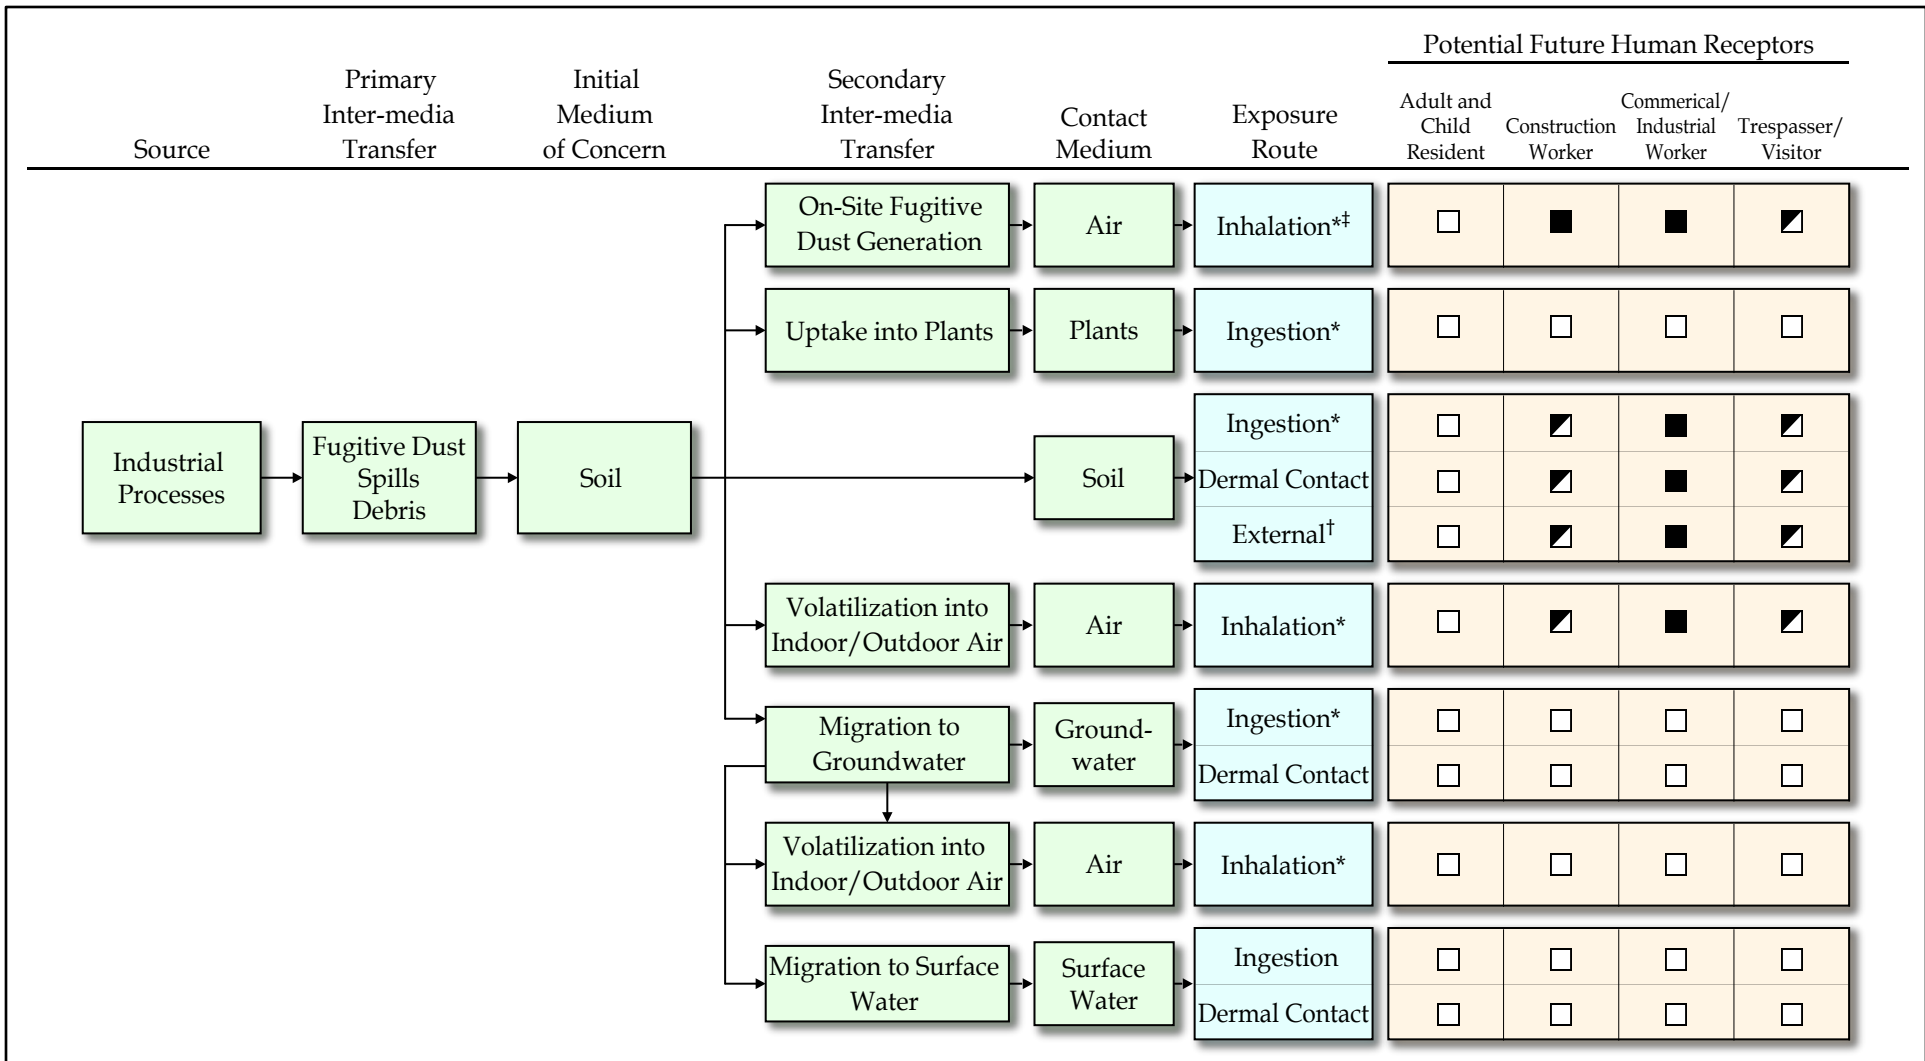 Potential Future Human Receptors
Source
Primary
Inter-media
Transfer
Initial
Medium
of Concern
Secondary
Inter-media
Transfer
Contact
Medium
Exposure
Route
Adult and
Child
Resident
Construction
Worker
Commerical/
Industrial
Worker
Trespasser/
Visitor
On-Site Fugitive
Dust Generation
Air
Inhalation*‡
Uptake into Plants
Plants
Ingestion*
Industrial
Processes
Fugitive Dust
Spills
Debris
Soil
Soil
Ingestion*
Dermal Contact
External†
Volatilization into
Indoor/Outdoor Air
Air
Inhalation*
Migration to
Groundwater
Ground-
water
Ingestion*
Dermal Contact
Volatilization into
Indoor/Outdoor Air
Air
Inhalation*
Migration to Surface
Water
Surface
Water
Ingestion
Dermal Contact